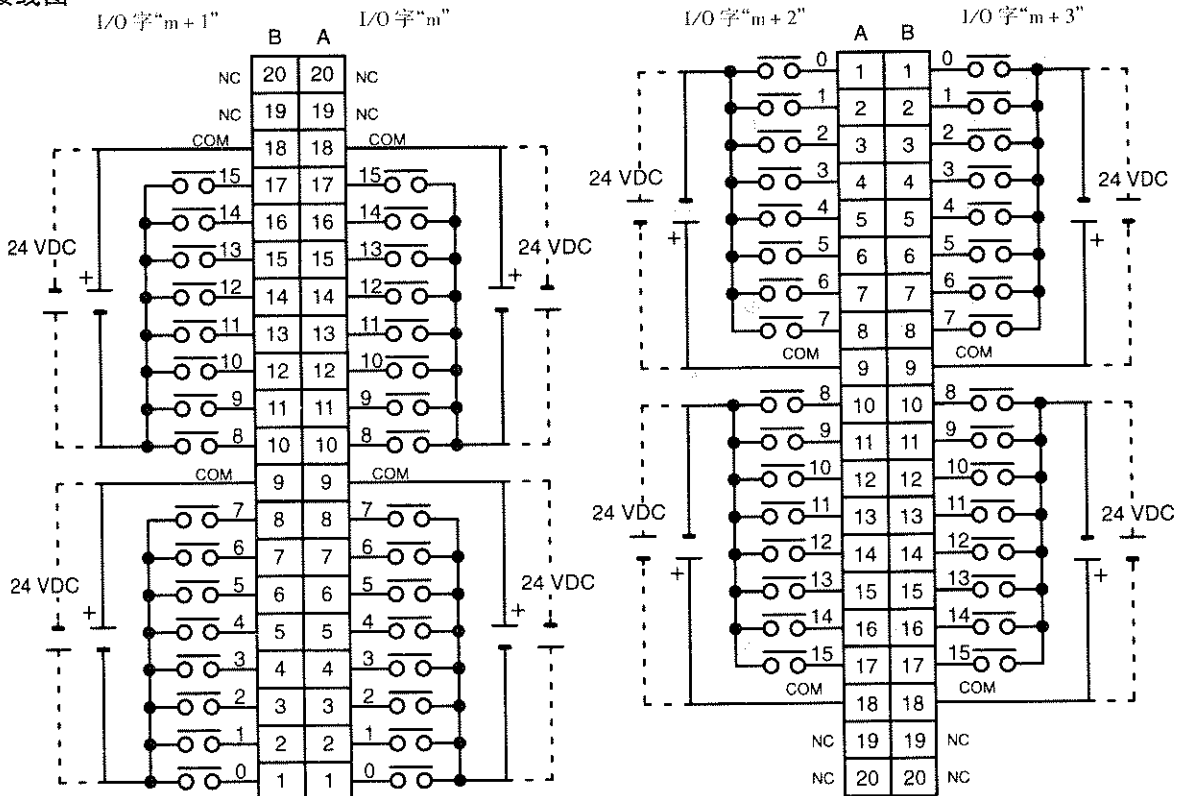 接线图
I/O 字“m + 1” I/O 字“m”
B A
NC 20 20 NC
NC 19 19 NC
COM 18 18 COM
15 17 17 15
14 16 16 14
13 15 15 13
24 VDC 24 VDC
+ +
12 14 14 12
11 13 13 11
10 12 12 10
9 11 11 9
8 10 10 8
COM 9 9 COM
7 8 8 7
6 7 7 6
24 VDC 24 VDC
5 6 6 5
+ +
4 5 5 4
3 4 4 3
2 3 3 2
1 2 2 1
0 1 1 0
I/O 字“m + 2” I/O 字“m + 3”
A B
0 1 1 0
1 2 2 1
2 3 3 2
3 4 4 3
24 VDC 24 VDC
4 5 5 4
+ +
5 6 6 5
6 7 7 6
7 8 8 7
COM 9 9 COM
8 10 10 8
9 11 11 9
10 12 12 10
11 13 13 11
24 VDC 24 VDC
12 14 14 12
+ +
13 15 15 13
14 16 16 14
15 17 17 15
COM 18 18 COM
NC 19 19 NC
NC 20 20 NC